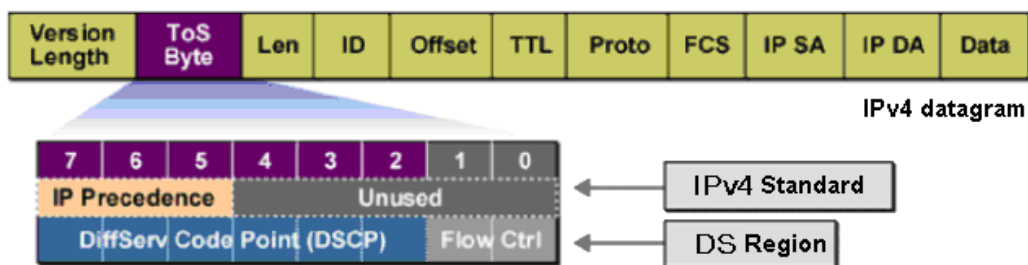 Version Length ToS Byte Len ID Offset TTL Proto FCS IP SA IP DA Data
IPv4 datagram
7 6 5 4 3 2 1 0
IP Precedence Unused
IPv4 Standard
DiffServ Code Point (DSCP) Flow Ctrl
DS Region